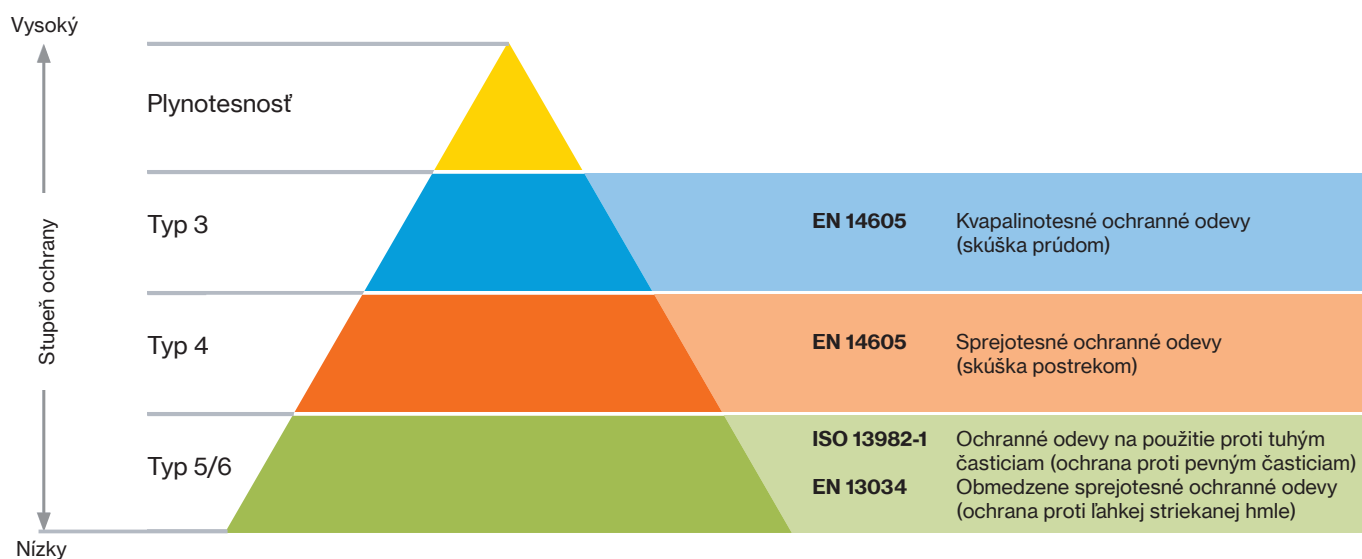 Vysoký
Stupeň ochrany
Nízky
Plynotesnosť
Typ 3
EN 14605 Kvapalinotesné ochranné odevy
(skúška prúdom)
Typ 4
EN 14605 Sprejotesné ochranné odevy
(skúška postrekom)
Typ 5/6
ISO 13982-1 Ochranné odevy na použitie proti tuhým
časticiam (ochrana proti pevným časticiam)
EN 13034 Obmedzene sprejotesné ochranné odevy
(ochrana proti ľahkej striekanej hmle)